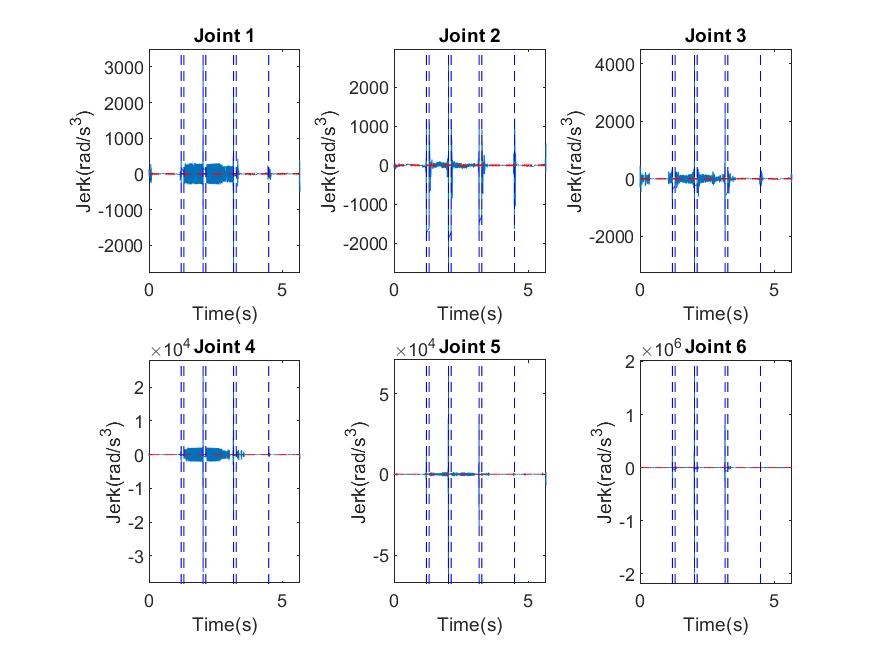 Joint 1
Jerk(rad/s³)
3000
2000
1000
0
-1000
-2000
0
5
Time(s)
Joint 2
Jerk(rad/s³)
2000
1000
0
-1000
-2000
0
5
Time(s)
Joint 3
Jerk(rad/s³)
4000
2000
0
-2000
0
5
Time(s)
×10⁴
Joint 4
Jerk(rad/s³)
2
1
0
-1
-2
-3
0
5
Time(s)
×10⁴
Joint 5
Jerk(rad/s³)
5
0
-5
0
5
Time(s)
×10⁶
Joint 6
Jerk(rad/s³)
2
1
0
-1
-2
0
5
Time(s)